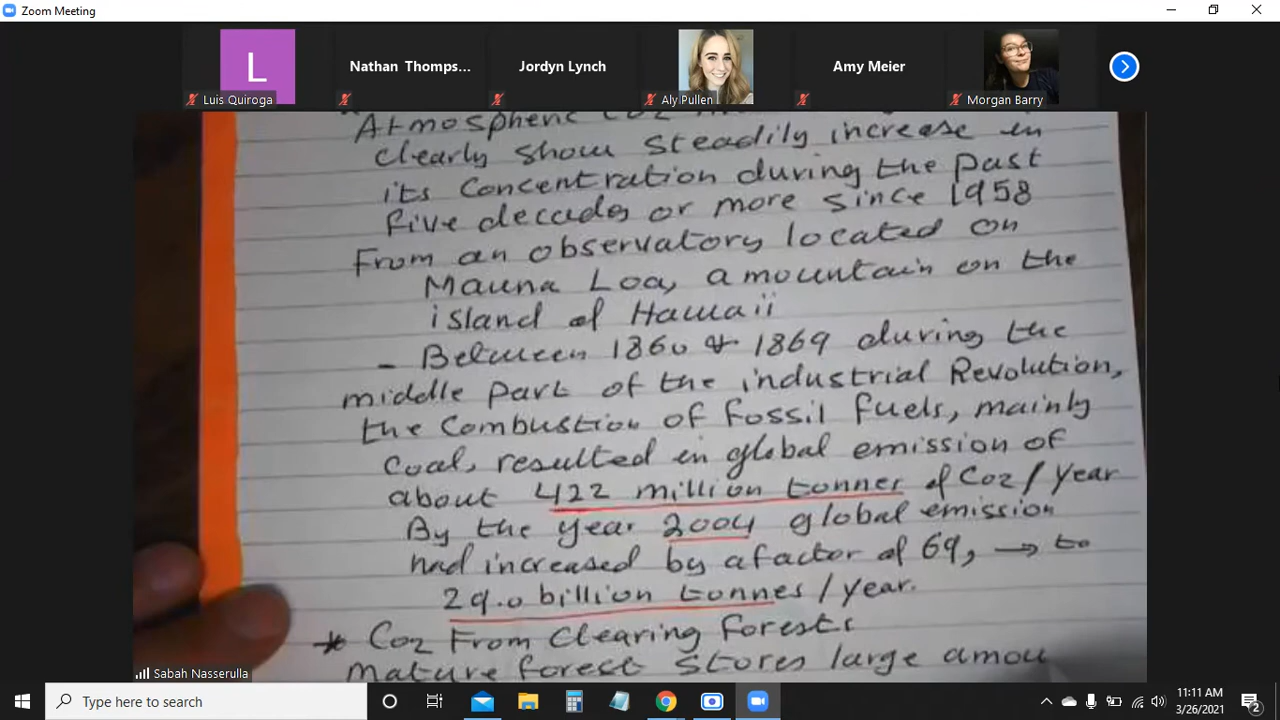 Zoom Meeting
L
Luis Quiroga
Nathan Thomps...
Jordyn Lynch
Aly Pullen
Amy Meier
Morgan Barry
Atmospheric CO2
clearly show steadily increase in
its concentration during the past
five decades or more since 1958
From an observatory located on
Mauna Loa, a mountain on the
island of Hawaii
- Between 1860 & 1869 during the
middle part of the industrial Revolution,
the Combustion of Fossil fuels, mainly
Coal, resulted in global emission of
about 422 million tonner of CO2 / year
By the year 2004 global emission
had increased by a factor of 69, → to
29.0 billion tonnes / year.
* CO2 From Clearing Forests
Mature forest stores large amou
Sabah Nasserulla
Type here to search
11:11 AM
3/26/2021
2